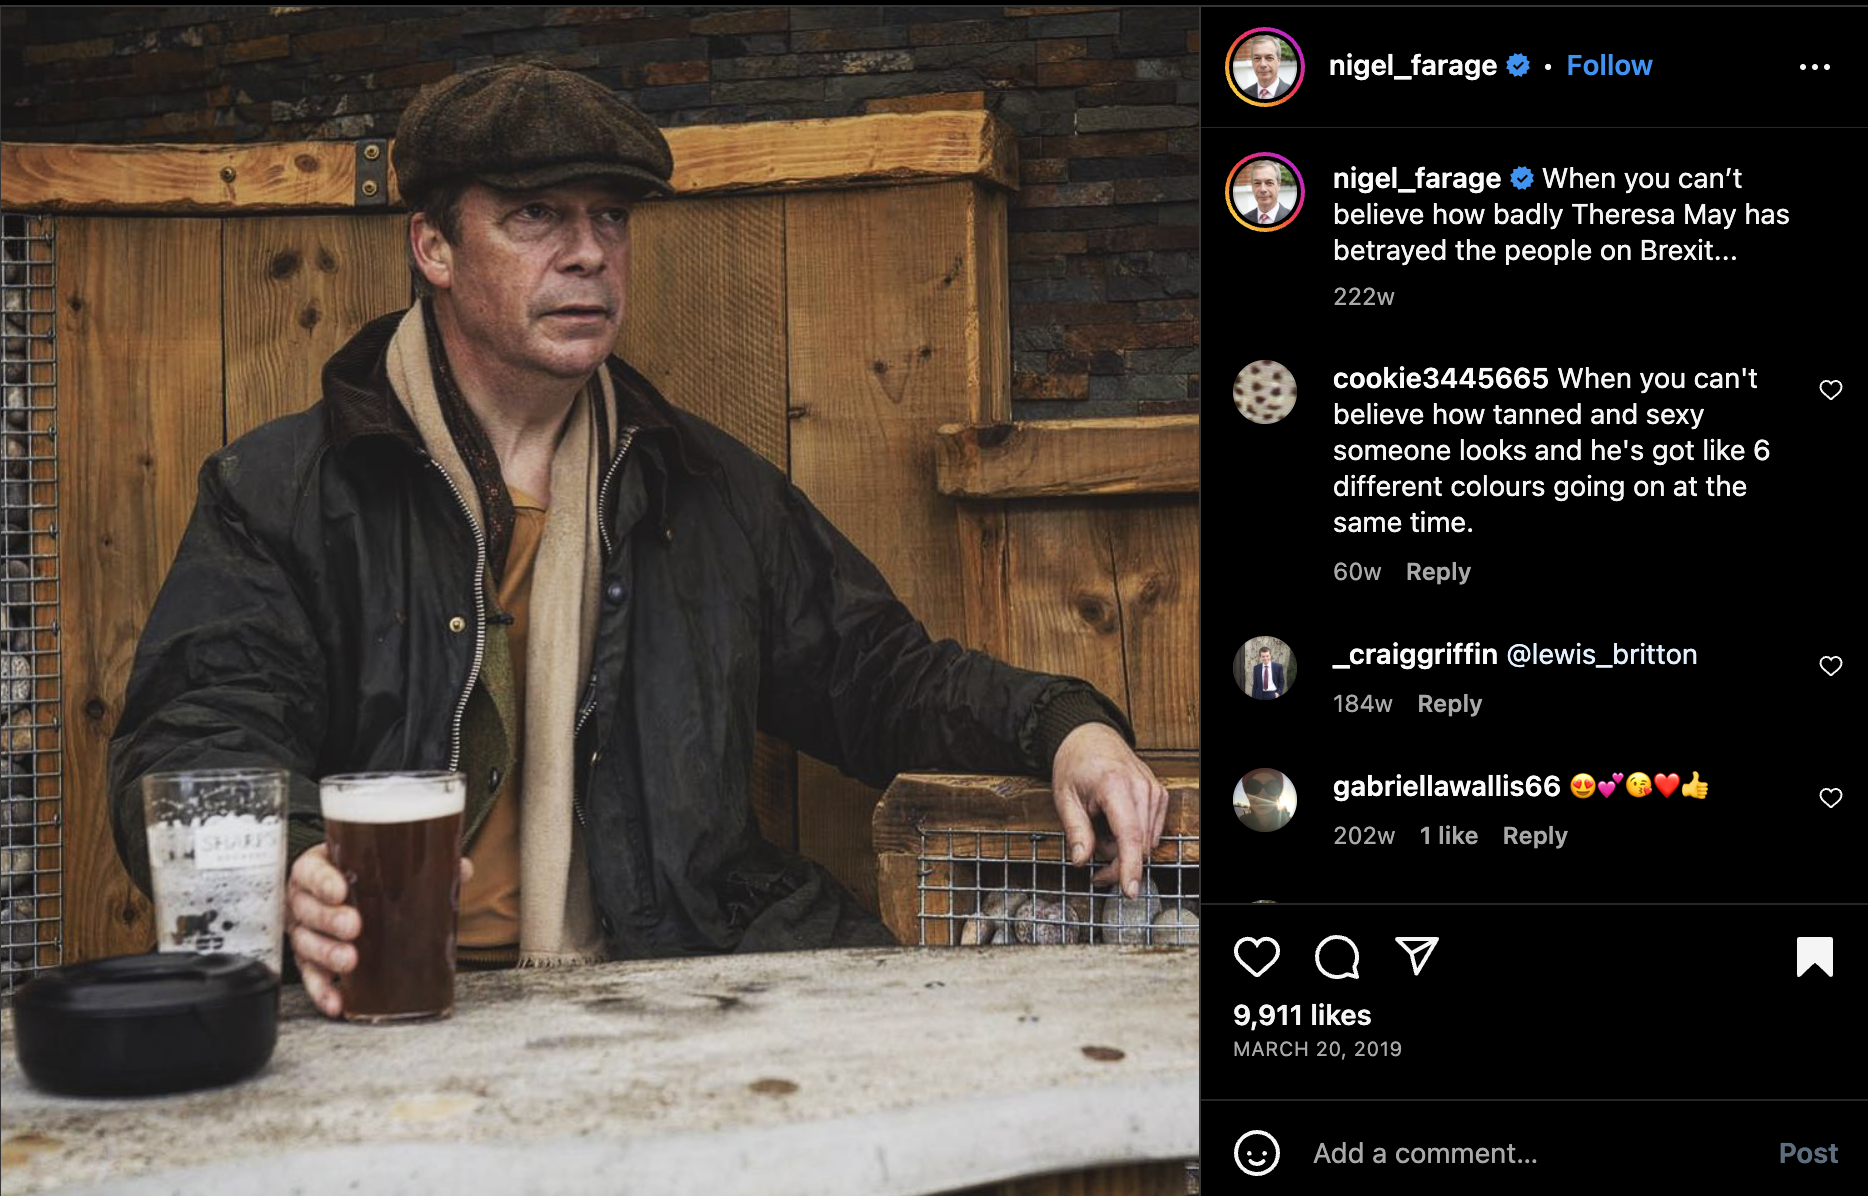 nigel_farage • Follow
nigel_farage When you can’t
believe how badly Theresa May has
betrayed the people on Brexit...
222w
cookie3445665 When you can't
believe how tanned and sexy
someone looks and he's got like 6
different colours going on at the
same time.
60w Reply
_craiggriffin @lewis_britton
184w Reply
gabriellawallis66 😍💕😘❤️👍
202w 1 like Reply
SHARP'S
9,911 likes
MARCH 20, 2019
Add a comment...
Post